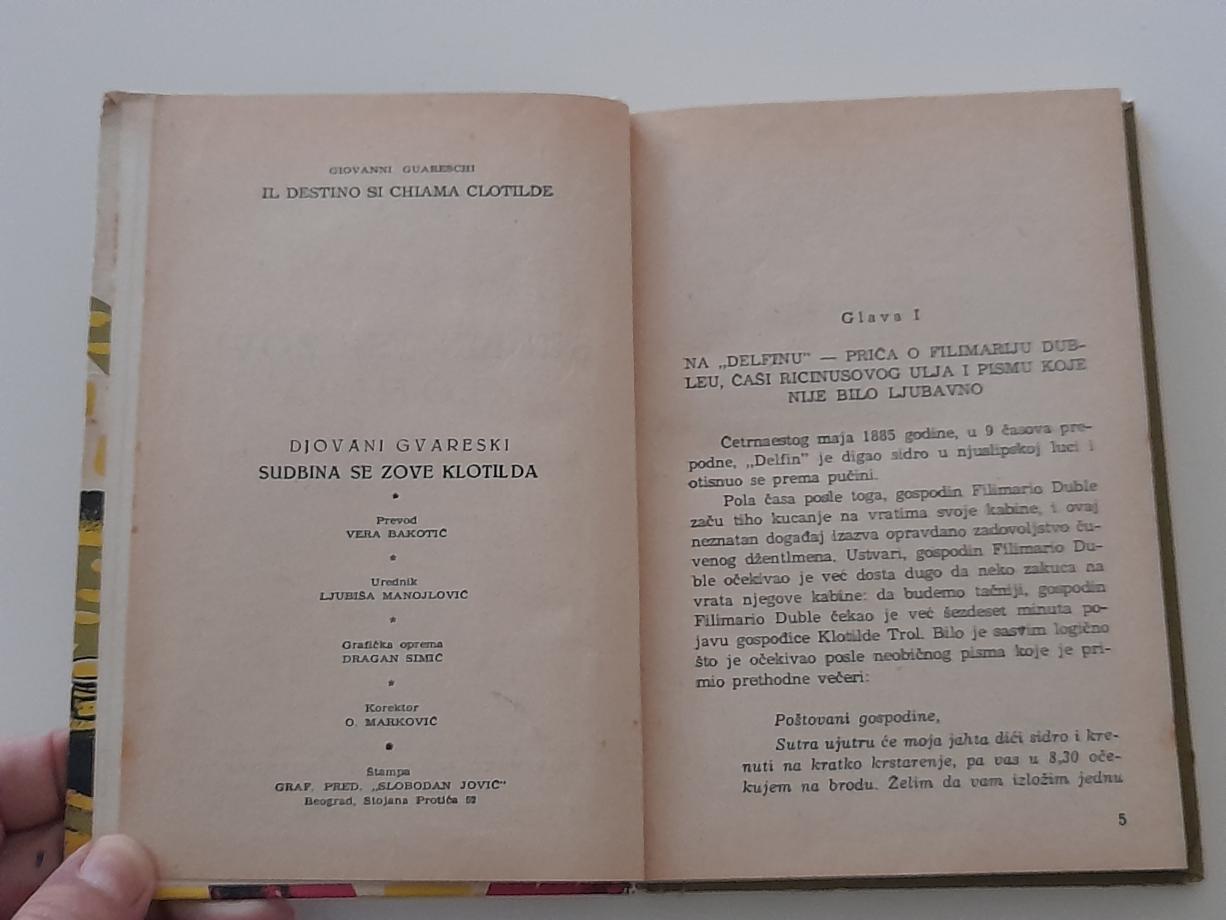 GIOVANNI GUARESCHI
IL DESTINO SI CHIAMA CLOTILDE
DJOVANI GVARESKI
SUDBINA SE ZOVE KLOTILDA
*
Prevod
VERA BAKOTIĆ
*
Urednik
LJUBIŠA MANOJLOVIĆ
*
Grafička oprema
DRAGAN SIMIĆ
*
Korektor
O. MARKOVIĆ
*
Štampa
GRAF. PRED. „SLOBODAN JOVIĆ"
Beograd, Stojana Protića 52
Glava I
NA „DELFINU" — PRIČA O FILIMARIJU DUB-
LEU, ČAŠI RICINUSOVOG ULJA I PISMU KOJE
NIJE BILO LJUBAVNO
Četrnaestog maja 1885 godine, u 9 časova pre-
podne, „Delfin" je digao sidro u njuslipskoj luci i
otisnuo se prema pučini.
Pola časa posle toga, gospodin Filimario Duble
začu tiho kucanje na vratima svoje kabine, i ovaj
neznatan događaj izazva opravdano zadovoljstvo ču-
venog džentlmena. Ustvari, gospodin Filimario Du-
ble očekivao je već dosta dugo da neko zakuca na
vrata njegove kabine: da budemo tačniji, gospodin
Filimario Duble čekao je već šezdeset minuta po-
javu gospođice Klotilde Trol. Bilo je sasvim logično
što je očekivao posle neobičnog pisma koje je pri-
mio prethodne večeri:
Poštovani gospodine,
Sutra ujutru će moja jahta dići sidro i kre-
nuti na kratko krstarenje, pa vas u 8,30 oče-
kujem na brodu. Želim da vam izložim jednu
5